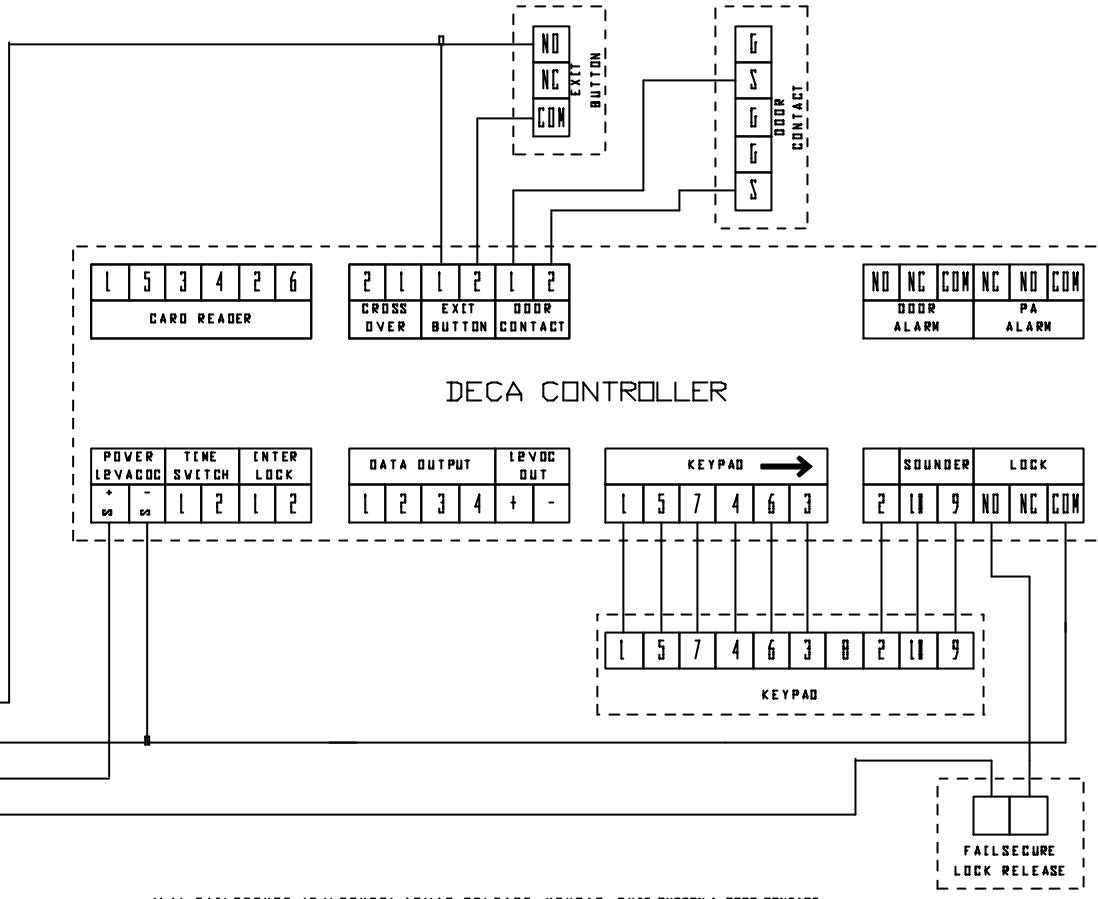 NO
NC
COM
EXIT
BUTTON
G
S
G
G
S
DOOR
CONTACT
1 5 3 4 2 6
CARD READER
2 1 1 2 1 2
CROSS OVER
EXIT BUTTON
DOOR CONTACT
NO NC COM NC NO COM
DOOR ALARM
PA ALARM
DECA CONTROLLER
POWER 12VACDC
TIME SWITCH
INTER LOCK
+ -
1 2 1 2
DATA OUTPUT
12VDC OUT
1 2 3 4 + -
KEYPAD
1 5 7 4 6 3
SOUNDER
LOCK
2 10 9 NO NC COM
1 5 7 4 6 3 8 2 10 9
KEYPAD
FAILSECURE
LOCK RELEASE